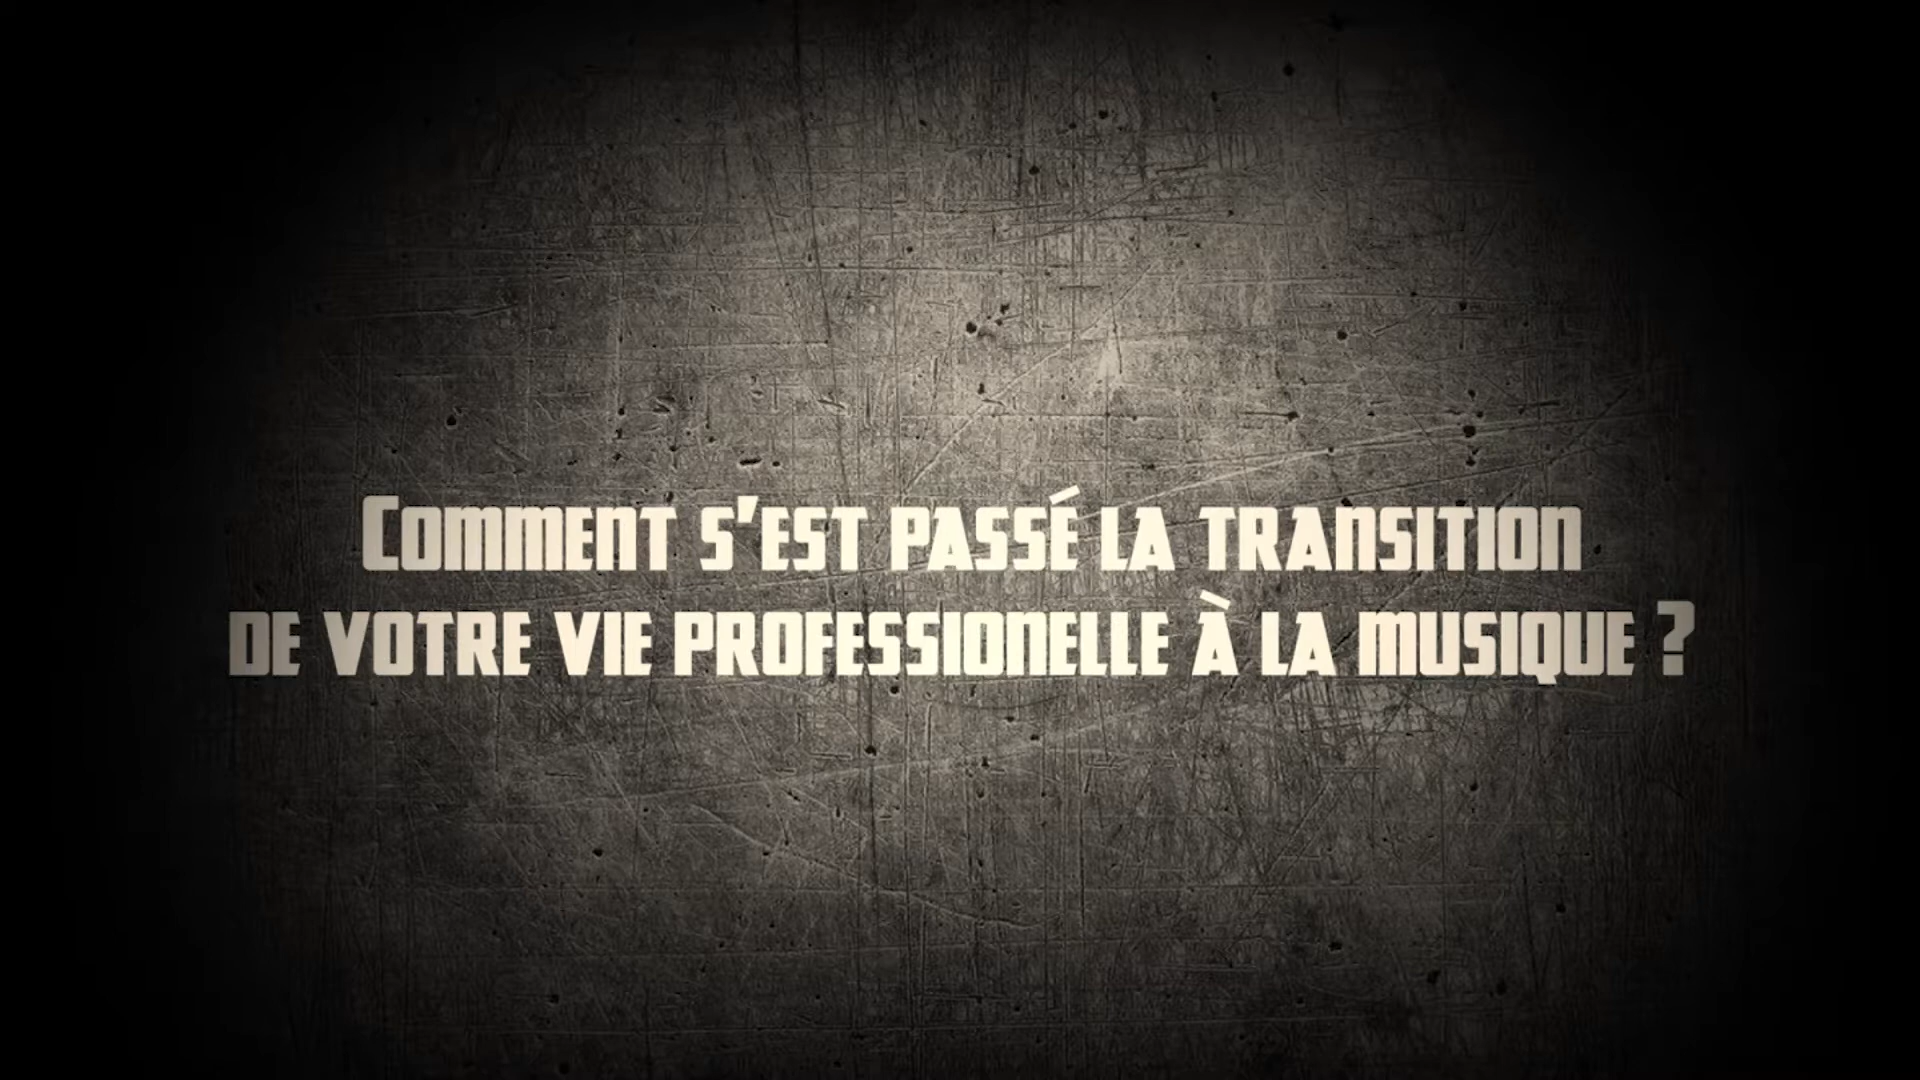 Comment s'est passé la transition
de votre vie professionelle à la musique ?